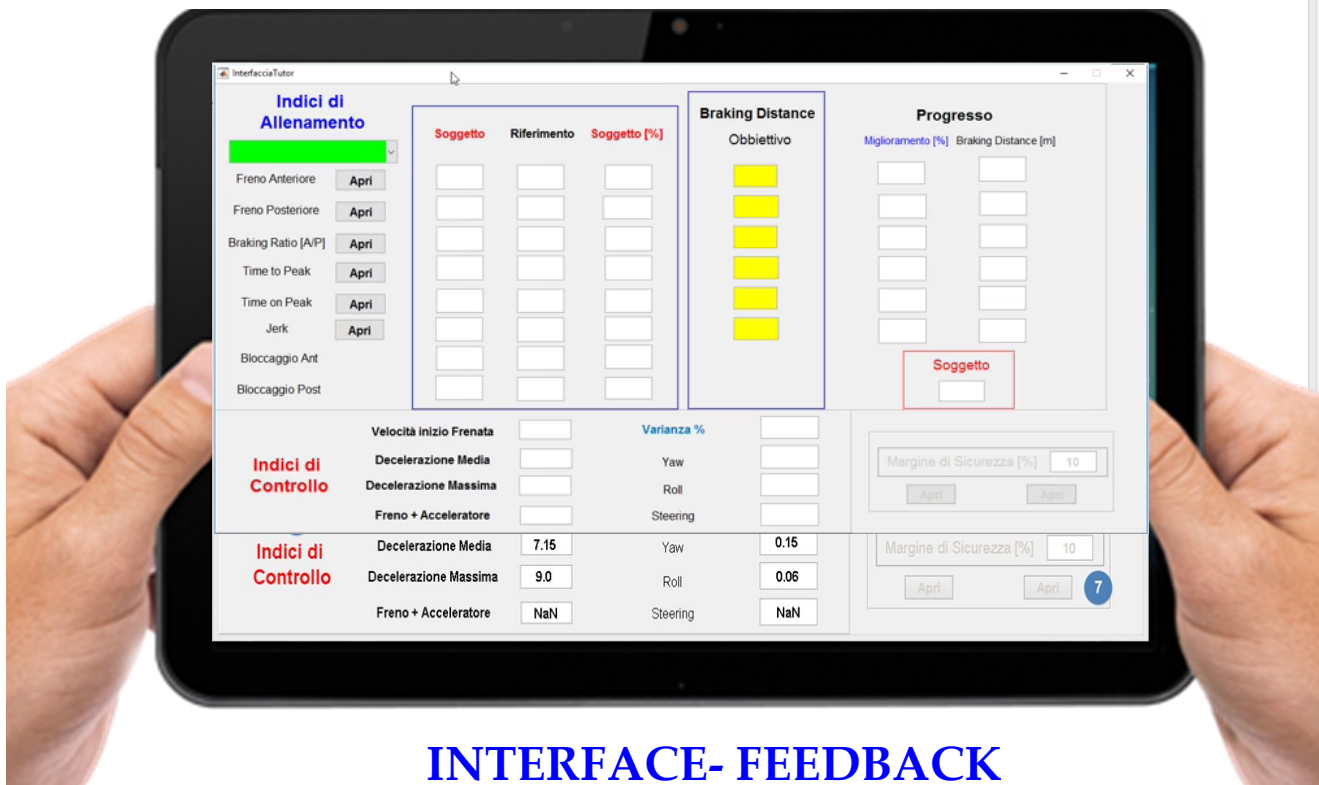 InterfacciaTutor
Indici di
Allenamento
Soggetto Riferimento Soggetto [%]
Braking Distance
Obbiettivo
Progresso
Miglioramento [%] Braking Distance [m]
Freno Anteriore Apri
Freno Posteriore Apri
Braking Ratio [A/P] Apri
Time to Peak Apri
Time on Peak Apri
Jerk Apri
Bloccaggio Ant
Bloccaggio Post
Soggetto
Indici di
Controllo
Velocità inizio Frenata
Decelerazione Media
Decelerazione Massima
Freno + Acceleratore
Varianza %
Yaw
Roll
Steering
Margine di Sicurezza [%] 10
Apri Apri
Indici di
Controllo
Decelerazione Media 7.15
Decelerazione Massima 9.0
Freno + Acceleratore NaN
Yaw 0.15
Roll 0.06
Steering NaN
Margine di Sicurezza [%] 10
Apri Apri 7
INTERFACE- FEEDBACK